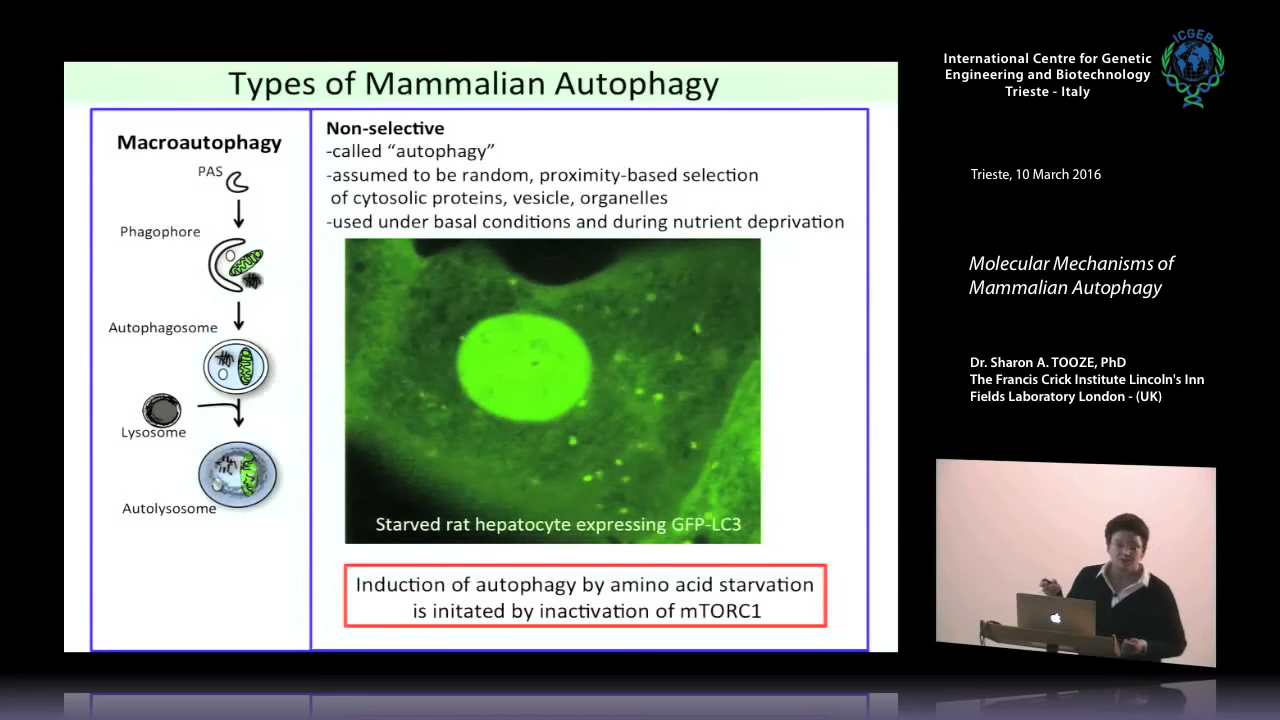 Types of Mammalian Autophagy
Macroautophagy
PAS
Phagophore
Autophagosome
Lysosome
Autolysosome
Non-selective
-called “autophagy”
-assumed to be random, proximity-based selection
of cytosolic proteins, vesicle, organelles
-used under basal conditions and during nutrient deprivation
Starved rat hepatocyte expressing GFP-LC3
Induction of autophagy by amino acid starvation
is initated by inactivation of mTORC1
International Centre for Genetic
Engineering and Biotechnology
Trieste - Italy
ICGEB
Trieste, 10 March 2016
Molecular Mechanisms of
Mammalian Autophagy
Dr. Sharon A. TOOZE, PhD
The Francis Crick Institute Lincoln's Inn
Fields Laboratory London - (UK)